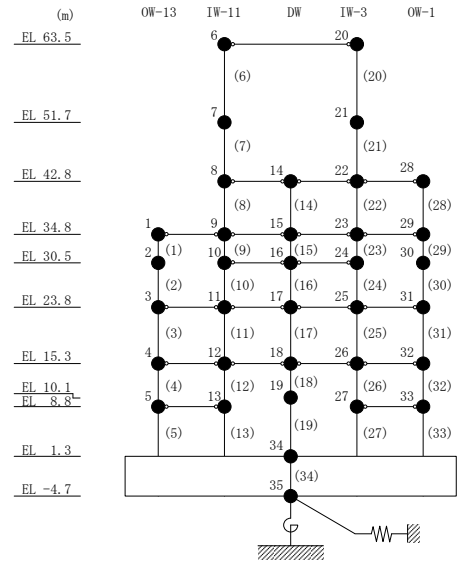 (m) OW-13 IW-11 DW IW-3 OW-1
EL 63.5 6 20
(6) (20)
EL 51.7 7 21
(7) (21)
EL 42.8 8 14 22 28
(8) (14) (22) (28)
EL 34.8 1 9 15 23 29
(1) (9) (15) (23) (29)
EL 30.5 2 10 16 24 30
(2) (10) (16) (24) (30)
EL 23.8 3 11 17 25 31
(3) (11) (17) (25) (31)
EL 15.3 4 12 18 26 32
(4) (12) (18) (26) (32)
EL 10.1 19
EL 8.8 5 13 27 33
(5) (13) (19) (27) (33)
EL 1.3 34
(34)
EL -4.7 35